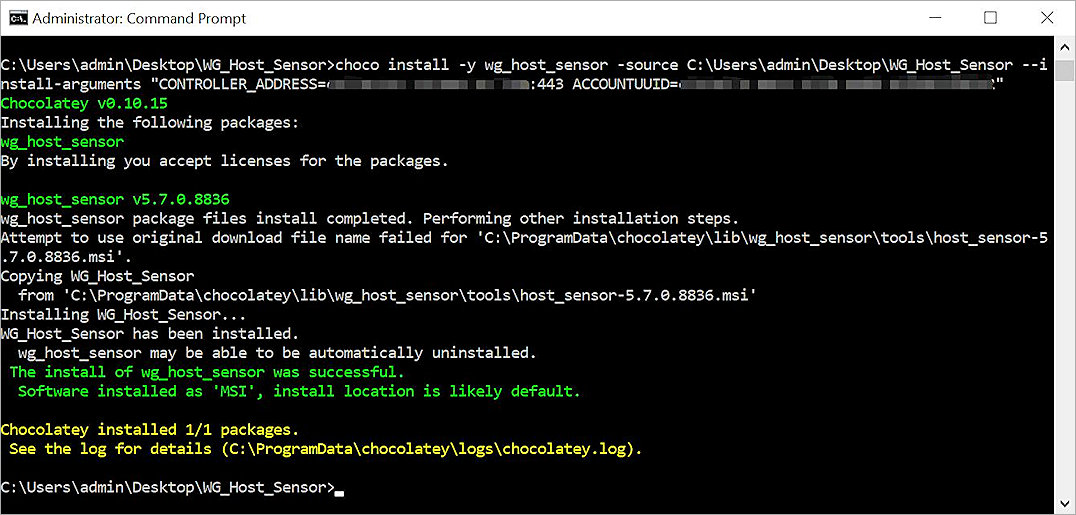 Administrator: Command Prompt
C:\Users\admin\Desktop\WG_Host_Sensor>choco install -y wg_host_sensor -source C:\Users\admin\Desktop\WG_Host_Sensor --i
nstall-arguments "CONTROLLER_ADDRESS= :443 ACCOUNTUUID= "
Chocolatey v0.10.15
Installing the following packages:
wg_host_sensor
By installing you accept licenses for the packages.
wg_host_sensor v5.7.0.8836
wg_host_sensor package files install completed. Performing other installation steps.
Attempt to use original download file name failed for 'C:\ProgramData\chocolatey\lib\wg_host_sensor\tools\host_sensor-5
.7.0.8836.msi'.
Copying WG_Host_Sensor
from 'C:\ProgramData\chocolatey\lib\wg_host_sensor\tools\host_sensor-5.7.0.8836.msi'
Installing WG_Host_Sensor...
WG_Host_Sensor has been installed.
wg_host_sensor may be able to be automatically uninstalled.
The install of wg_host_sensor was successful.
Software installed as 'MSI', install location is likely default.
Chocolatey installed 1/1 packages.
See the log for details (C:\ProgramData\chocolatey\logs\chocolatey.log).
C:\Users\admin\Desktop\WG_Host_Sensor>